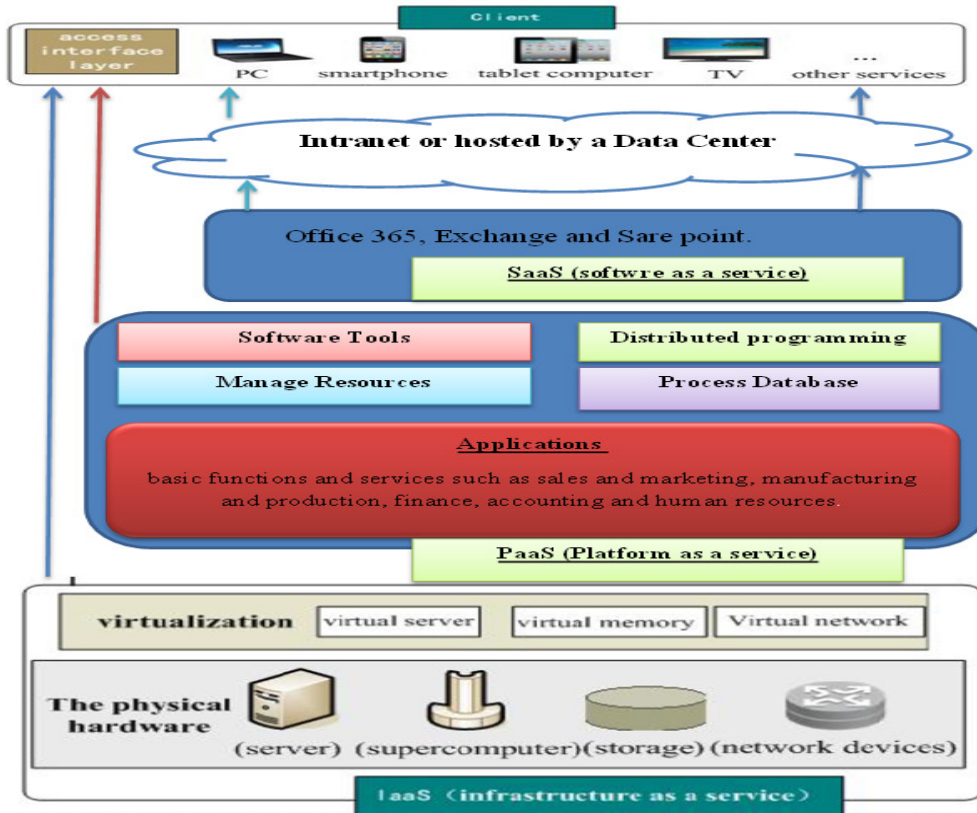 Client
access
interface
layer
PC
smartphone
tablet computer
TV
...
other services
Intranet or hosted by a Data Center
Office 365, Exchange and Sare point.
SaaS (softwre as a service)
Software Tools
Distributed programming
Manage Resources
Process Database
Applications
basic functions and services such as sales and marketing, manufacturing
and production, finance, accounting and human resources.
PaaS (Platform as a service)
virtualization
virtual server
virtual memory
Virtual network
The physical
hardware
(server)
(supercomputer)
(storage)
(network devices)
IaaS (infrastructure as a service)